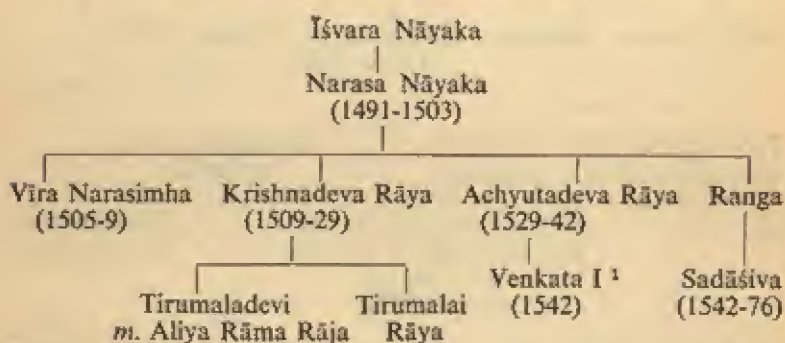 Īśvara Nāyaka
Narasa Nāyaka
(1491-1503)
Vīra Narasimha Krishnadeva Rāya Achyutadeva Rāya Ranga
(1505-9) (1509-29) (1529-42)
Venkata I ¹ Sadāśiva
(1542) (1542-76)
Tirumaladevi Tirumalai
m. Aliya Rāma Rāja Rāya